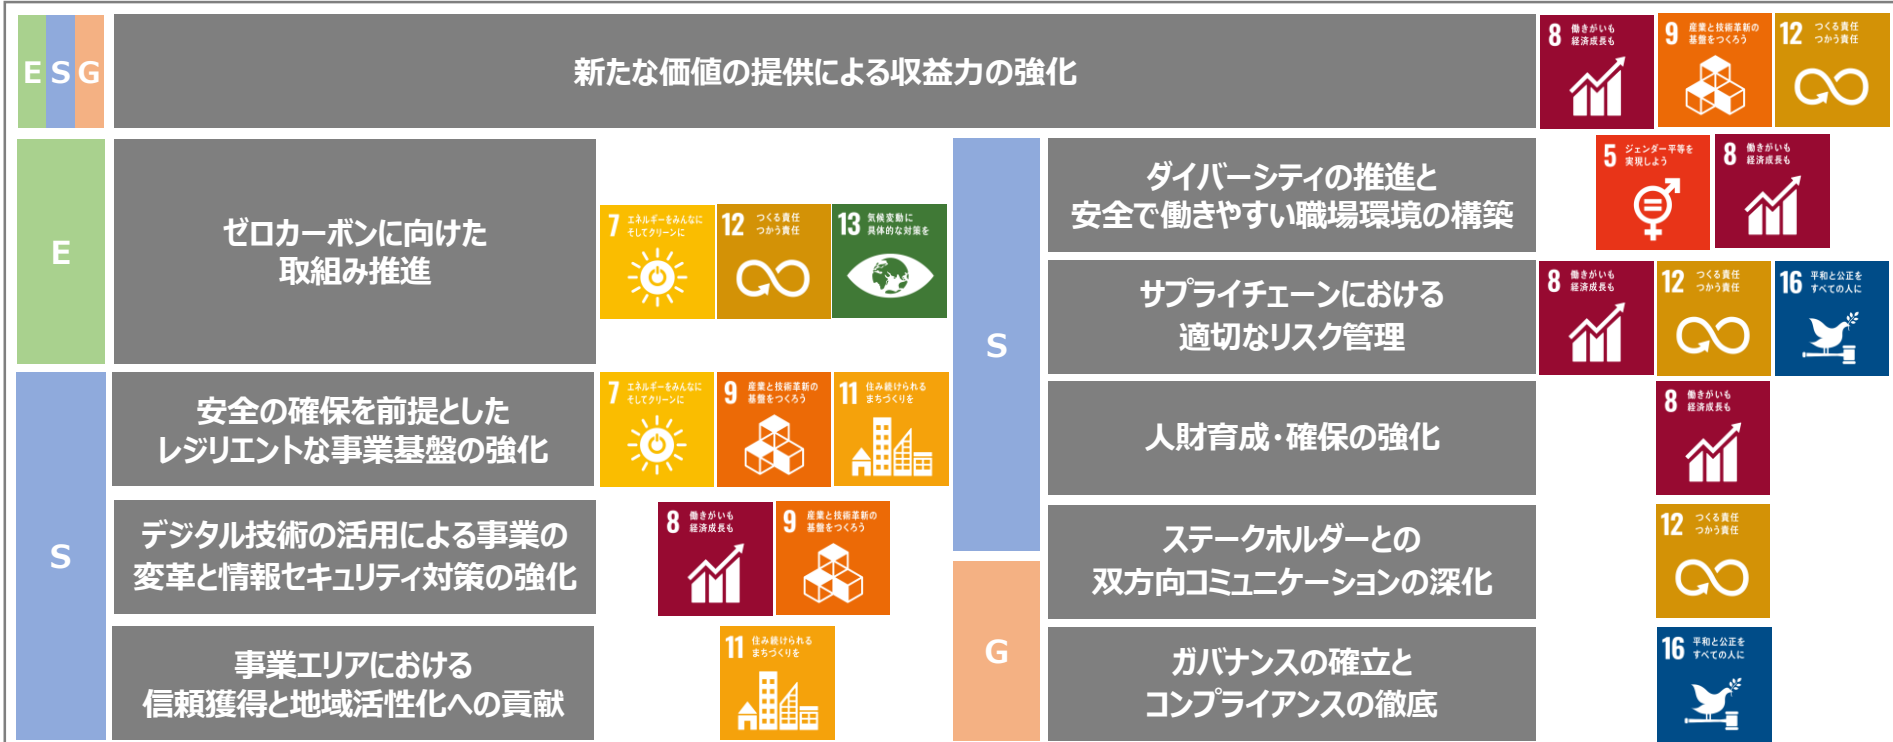 E S G
新たな価値の提供による収益力の強化
8 働きがいも
経済成長も
9 産業と技術革新の
基盤をつくろう
12 つくる責任
つかう責任
E
ゼロカーボンに向けた
取組み推進
7 エネルギーをみんなに
そしてクリーンに
12 つくる責任
つかう責任
13 気候変動に
具体的な対策を
S
安全の確保を前提とした
レジリエントな事業基盤の強化
7 エネルギーをみんなに
そしてクリーンに
9 産業と技術革新の
基盤をつくろう
11 住み続けられる
まちづくりを
デジタル技術の活用による事業の
変革と情報セキュリティ対策の強化
8 働きがいも
経済成長も
9 産業と技術革新の
基盤をつくろう
事業エリアにおける
信頼獲得と地域活性化への貢献
11 住み続けられる
まちづくりを
S
ダイバーシティの推進と
安全で働きやすい職場環境の構築
5 ジェンダー平等を
実現しよう
8 働きがいも
経済成長も
サプライチェーンにおける
適切なリスク管理
8 働きがいも
経済成長も
12 つくる責任
つかう責任
16 平和と公正を
すべての人に
人財育成・確保の強化
8 働きがいも
経済成長も
ステークホルダーとの
双方向コミュニケーションの深化
12 つくる責任
つかう責任
G
ガバナンスの確立と
コンプライアンスの徹底
16 平和と公正を
すべての人に